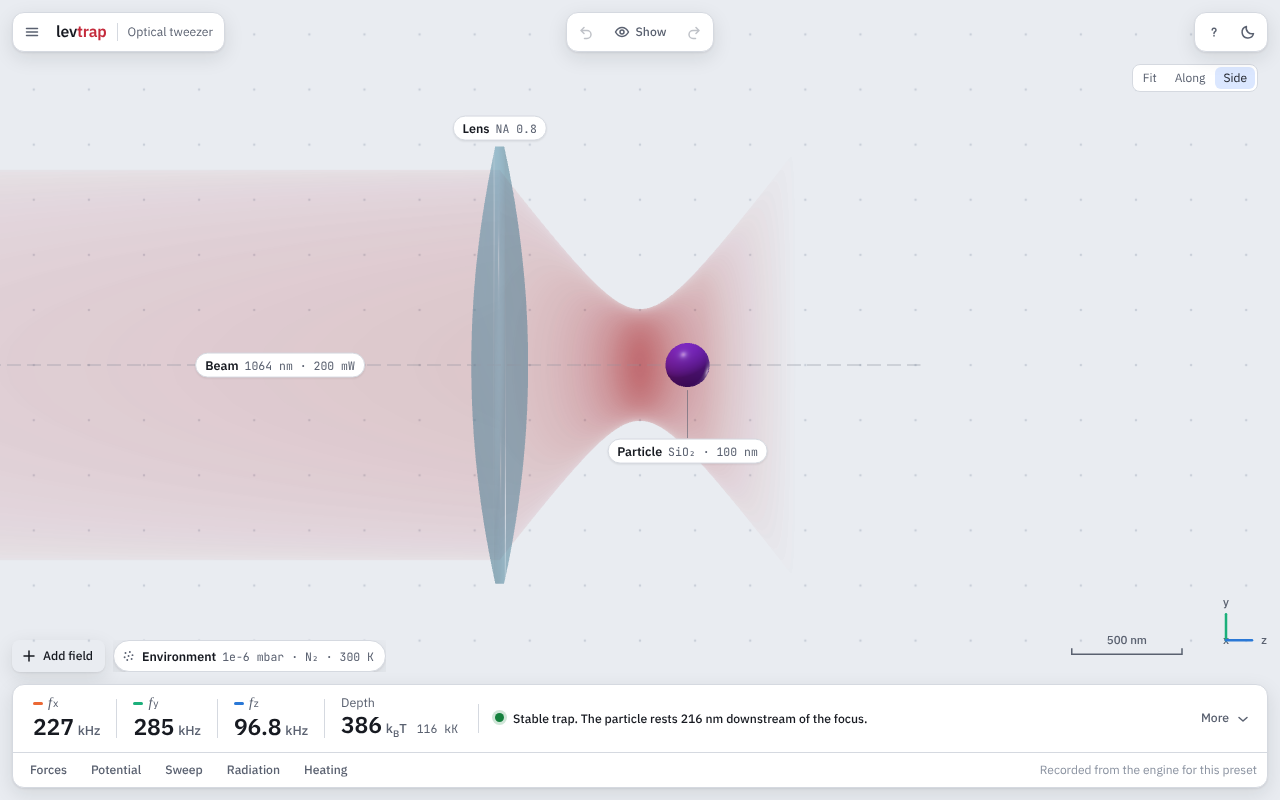 levtrap Optical tweezer
Show
?
Fit Along Side
Lens NA 0.8
Beam 1064 nm · 200 mW
Particle SiO₂ · 100 nm
y
x z
500 nm
Add field
Environment 1e-6 mbar · N₂ · 300 K
fx fy fz Depth
227 kHz 285 kHz 96.8 kHz 386 kBT 116 kK
Stable trap. The particle rests 216 nm downstream of the focus.
More
Forces Potential Sweep Radiation Heating
Recorded from the engine for this preset